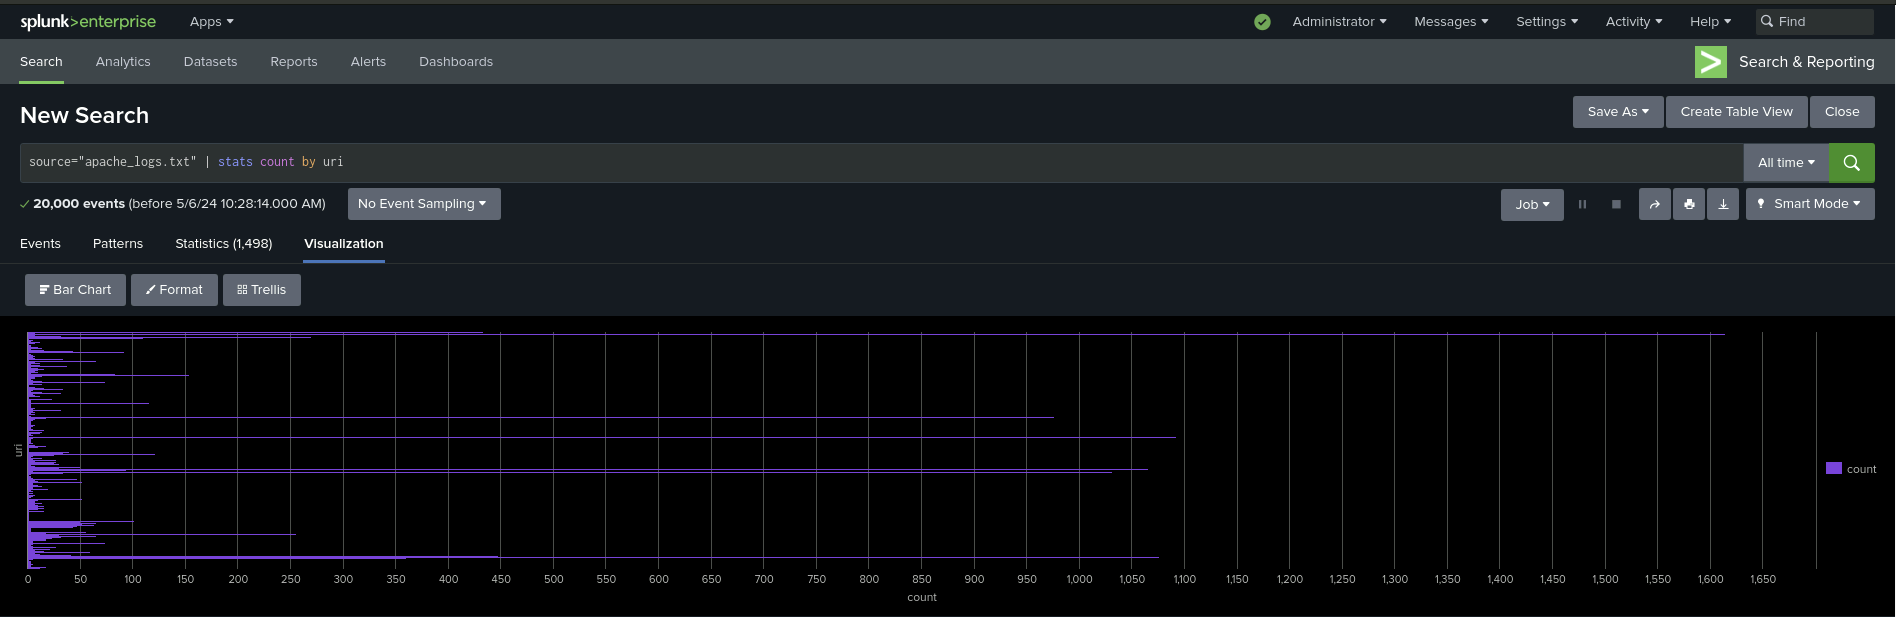 splunk>enterprise Apps Administrator Messages Settings Activity Help Find
Search Analytics Datasets Reports Alerts Dashboards Search & Reporting
New Search Save As Create Table View Close
source="apache_logs.txt" | stats count by uri All time
20,000 events (before 5/6/24 10:28:14.000 AM) No Event Sampling Job Smart Mode
Events Patterns Statistics (1,498) Visualization
Bar Chart Format Trellis
uri
count
0 50 100 150 200 250 300 350 400 450 500 550 600 650 700 750 800 850 900 950 1,000 1,050 1,100 1,150 1,200 1,250 1,300 1,350 1,400 1,450 1,500 1,550 1,600 1,650
count